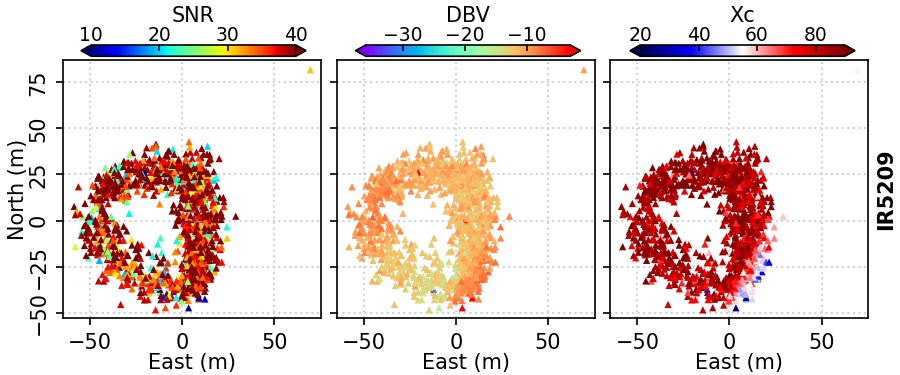 SNR DBV Xc
10 20 30 40 −30 −20 −10 20 40 60 80
75
50
25
0
−25
−50
North (m)
−50 0 50 −50 0 50 −50 0 50
East (m) East (m) East (m)
IR5209